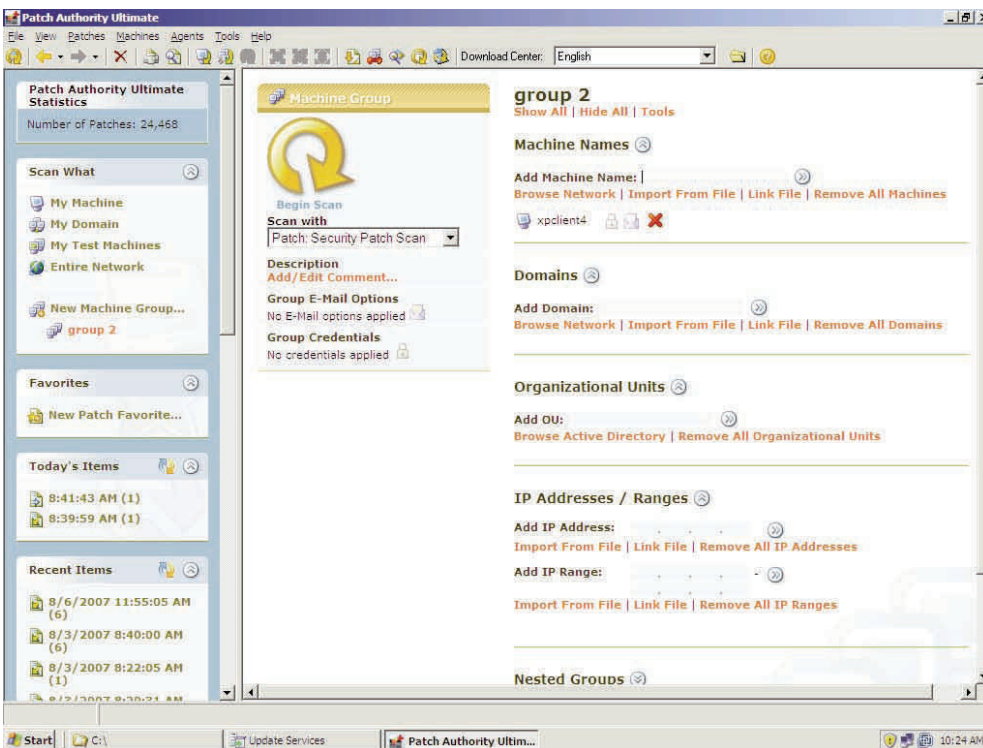 Patch Authority Ultimate
File View Patches Machines Agents Tools Help
Download Center: English
Patch Authority Ultimate
Statistics
Number of Patches: 24,468
Scan What
My Machine
My Domain
My Test Machines
Entire Network
New Machine Group...
group 2
Favorites
New Patch Favorite...
Today's Items
8:41:43 AM (1)
8:39:59 AM (1)
Recent Items
8/6/2007 11:55:05 AM
(6)
8/3/2007 8:40:00 AM
(6)
8/3/2007 8:22:05 AM
(1)
Machine Group
Begin Scan
Scan with
Patch: Security Patch Scan
Description
Add/Edit Comment...
Group E-Mail Options
No E-Mail options applied
Group Credentials
No credentials applied
group 2
Show All | Hide All | Tools
Machine Names
Add Machine Name:
Browse Network | Import From File | Link File | Remove All Machines
xpclient4
Domains
Add Domain:
Browse Network | Import From File | Link File | Remove All Domains
Organizational Units
Add OU:
Browse Active Directory | Remove All Organizational Units
IP Addresses / Ranges
Add IP Address: . . .
Import From File | Link File | Remove All IP Addresses
Add IP Range: . . . -
. . .
Import From File | Link File | Remove All IP Ranges
Nested Groups
Start C:\ Update Services Patch Authority Ultim... 10:24 AM